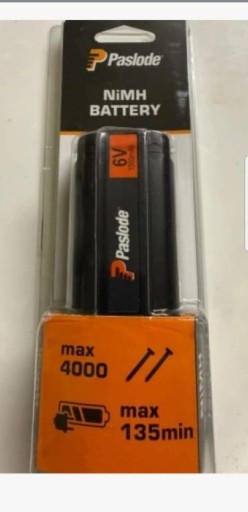 Paslode
NiMH
BATTERY
6V
Paslode
max
4000
max
135min